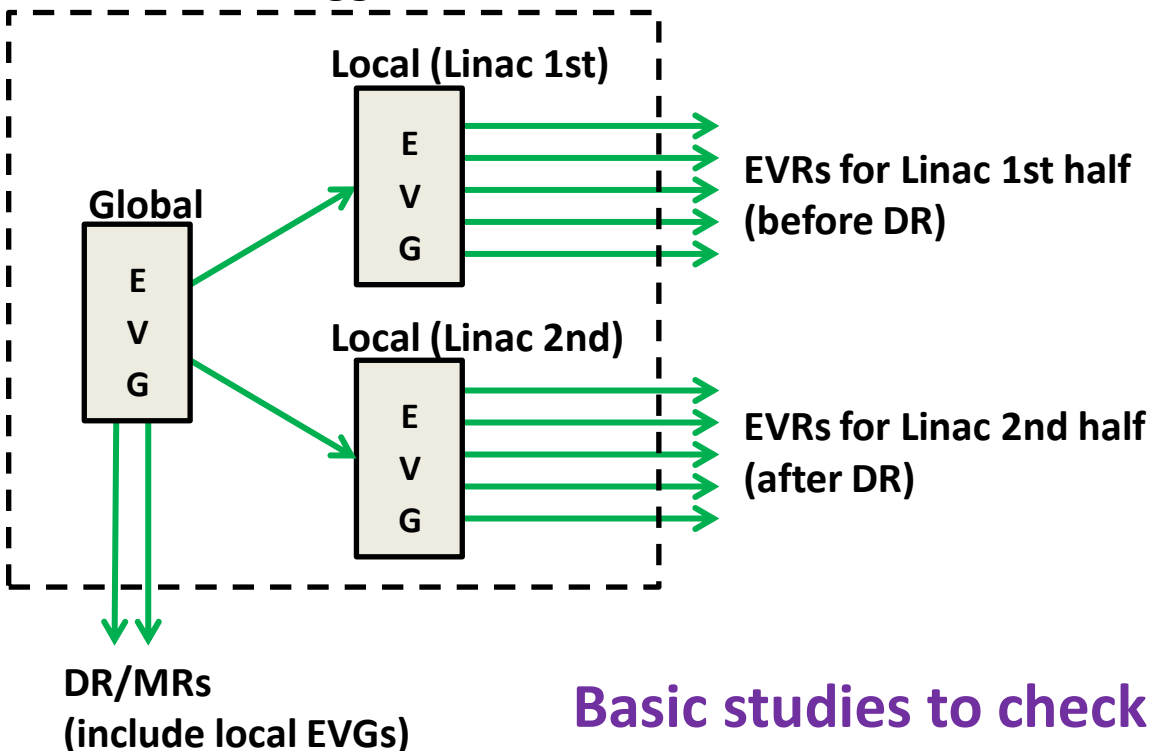 Local (Linac 1st)
E
V
G
EVRs for Linac 1st half
(before DR)
Global
E
V
G
Local (Linac 2nd)
E
V
G
EVRs for Linac 2nd half
(after DR)
DR/MRs
(include local EVGs)
Basic studies to check